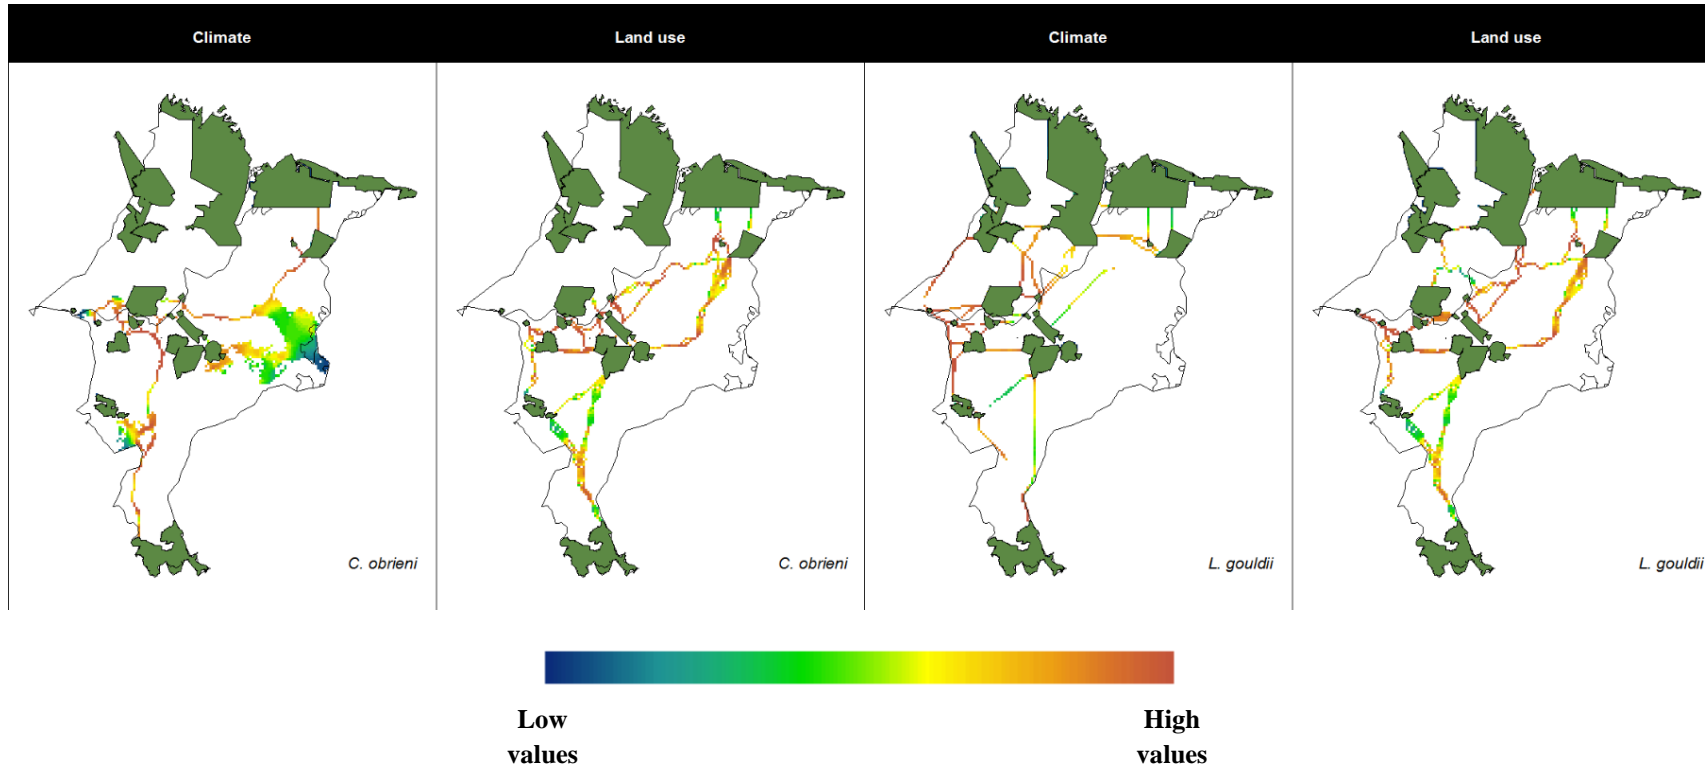 Climate
Land use
Climate
Land use
C. obrieni
C. obrieni
L. gouldii
L. gouldii
Low
values
High
values